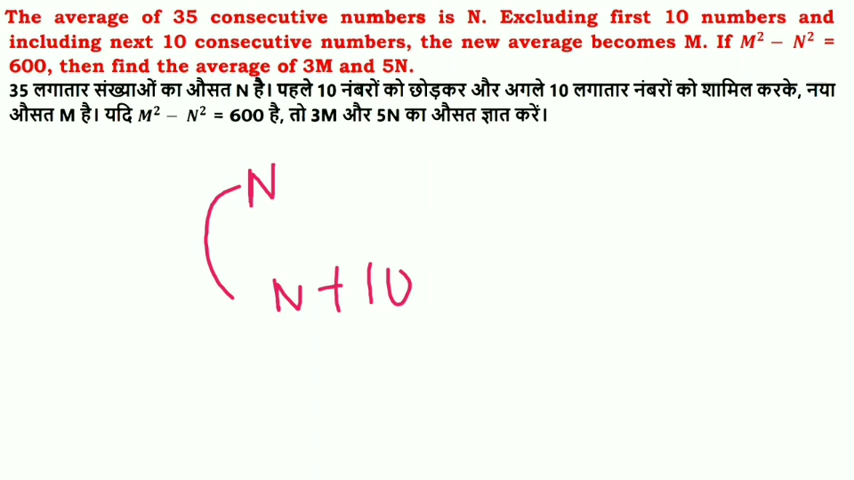 The average of 35 consecutive numbers is N. Excluding first 10 numbers and
including next 10 consecutive numbers, the new average becomes M. If M² – N² =
600, then find the average of 3M and 5N.
35 लगातार संख्याओं का औसत N है। पहले 10 नंबरों को छोड़कर और अगले 10 लगातार नंबरों को शामिल करके, नया
औसत M है। यदि M² – N² = 600 है, तो 3M और 5N का औसत ज्ञात करें।
N
N + 10